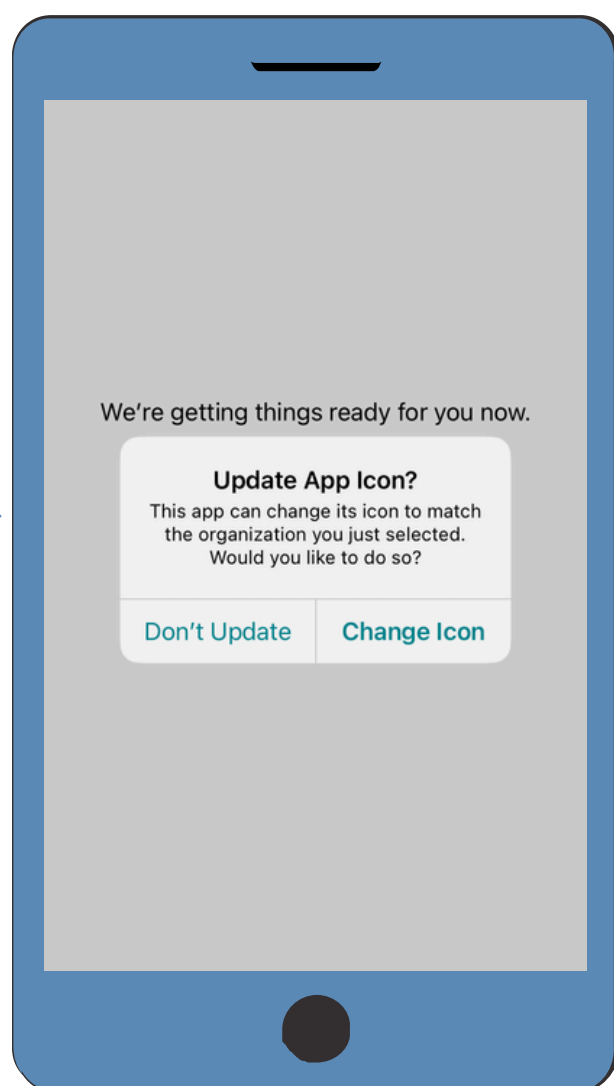 We're getting things ready for you now.
Update App Icon?
This app can change its icon to match
the organization you just selected.
Would you like to do so?
Don't Update
Change Icon